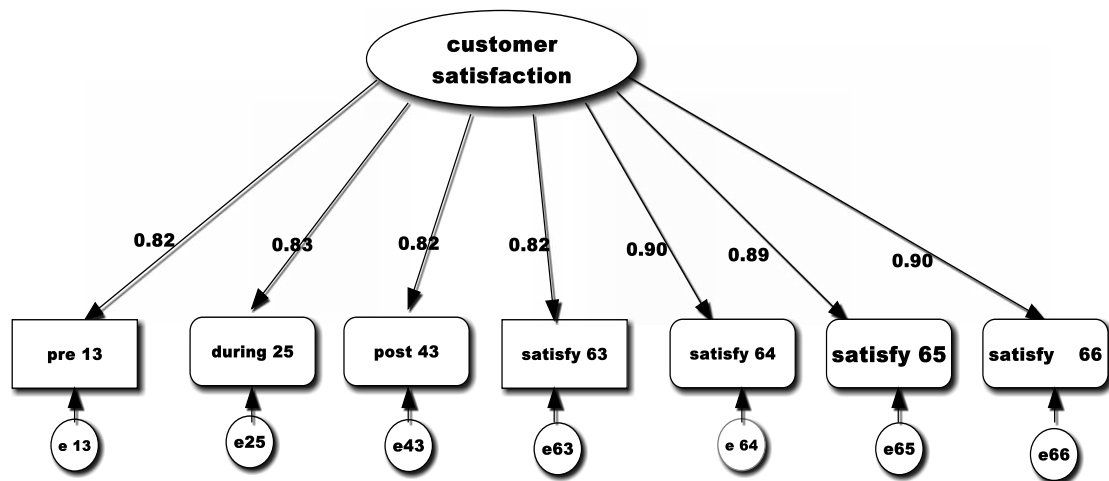 customer
satisfaction
0.82
0.83
0.82
0.82
0.90
0.89
0.90
pre 13
during 25
post 43
satisfy 63
satisfy 64
satisfy 65
satisfy 66
e 13
e25
e43
e63
e 64
e65
e66